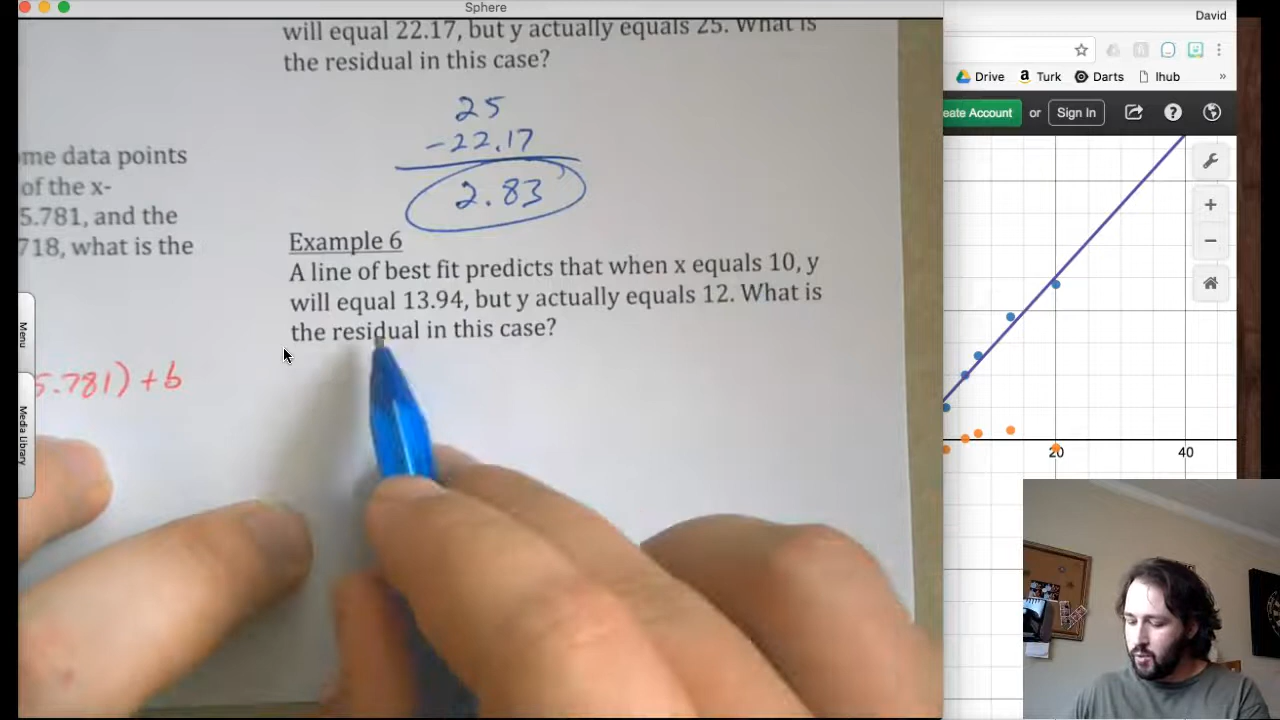 Sphere
will equal 22.17, but y actually equals 25. What is
the residual in this case?
25
-22.17
2.83
me data points
of the x-
5.781, and the
718, what is the
5.781) + b
Example 6
A line of best fit predicts that when x equals 10, y
will equal 13.94, but y actually equals 12. What is
the residual in this case?
Menu
Media Library
David
Drive
Turk
Darts
lhub
»
eate Account
or
Sign In
20
40